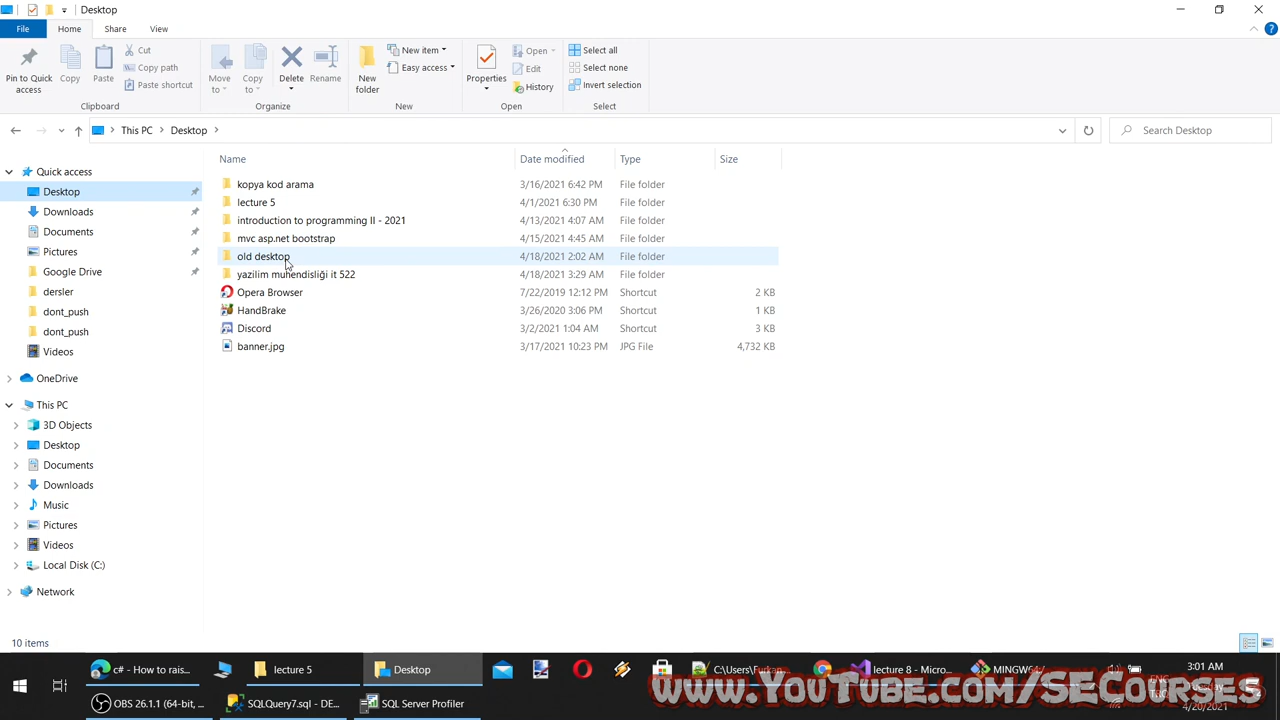 Desktop
File
Home
Share
View
Pin to Quick access
Copy
Paste
Cut
Copy path
Paste shortcut
Clipboard
Move to
Copy to
Delete
Rename
Organize
New folder
New item
Easy access
New
Properties
Open
Edit
History
Open
Select all
Select none
Invert selection
Select
This PC
Desktop
Search Desktop
Quick access
Desktop
Downloads
Documents
Pictures
Google Drive
dersler
dont_push
dont_push
Videos
OneDrive
This PC
3D Objects
Desktop
Documents
Downloads
Music
Pictures
Videos
Local Disk (C:)
Network
Name Date modified Type Size
kopya kod arama 3/16/2021 6:42 PM File folder
lecture 5 4/1/2021 6:30 PM File folder
introduction to programming II - 2021 4/13/2021 4:07 AM File folder
mvc asp.net bootstrap 4/15/2021 4:45 AM File folder
old desktop 4/18/2021 2:02 AM File folder
yazilim muhendisliği it 522 4/18/2021 3:29 AM File folder
Opera Browser 7/22/2019 12:12 PM Shortcut 2 KB
HandBrake 3/26/2020 3:06 PM Shortcut 1 KB
Discord 3/2/2021 1:04 AM Shortcut 3 KB
banner.jpg 3/17/2021 10:23 PM JPG File 4,732 KB
10 items
c# - How to rais...
lecture 5
Desktop
C:\Users\Furkan...
lecture 8 - Micro...
MINGW64:/
3:01 AM
4/20/2021
OBS 26.1.1 (64-bit, ...
SQLQuery7.sql - DE...
SQL Server Profiler
www.YouTube.com/SECourses